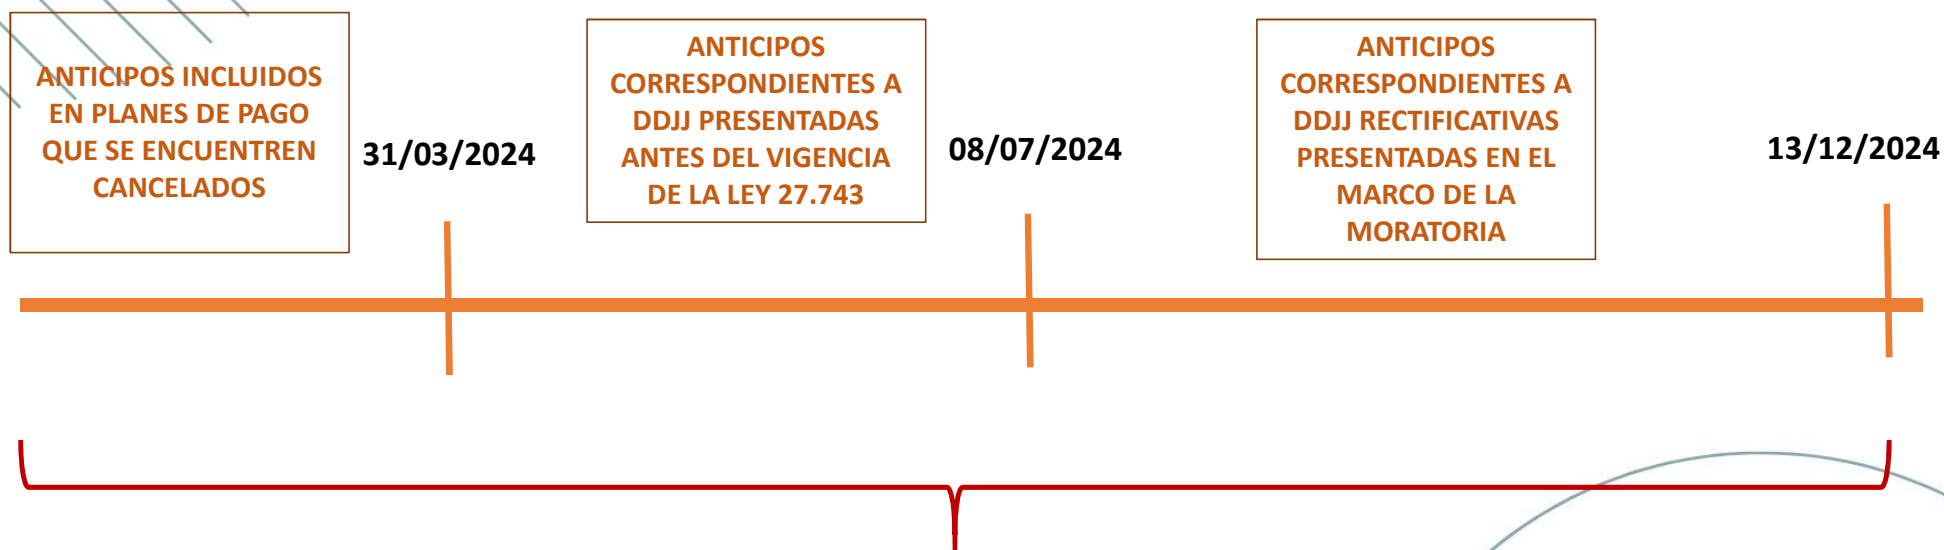 ANTICIPOS INCLUIDOS
EN PLANES DE PAGO
QUE SE ENCUENTREN
CANCELADOS
31/03/2024
ANTICIPOS
CORRESPONDIENTES A
DDJJ PRESENTADAS
ANTES DEL VIGENCIA
DE LA LEY 27.743
08/07/2024
ANTICIPOS
CORRESPONDIENTES A
DDJJ RECTIFICATIVAS
PRESENTADAS EN EL
MARCO DE LA
MORATORIA
13/12/2024